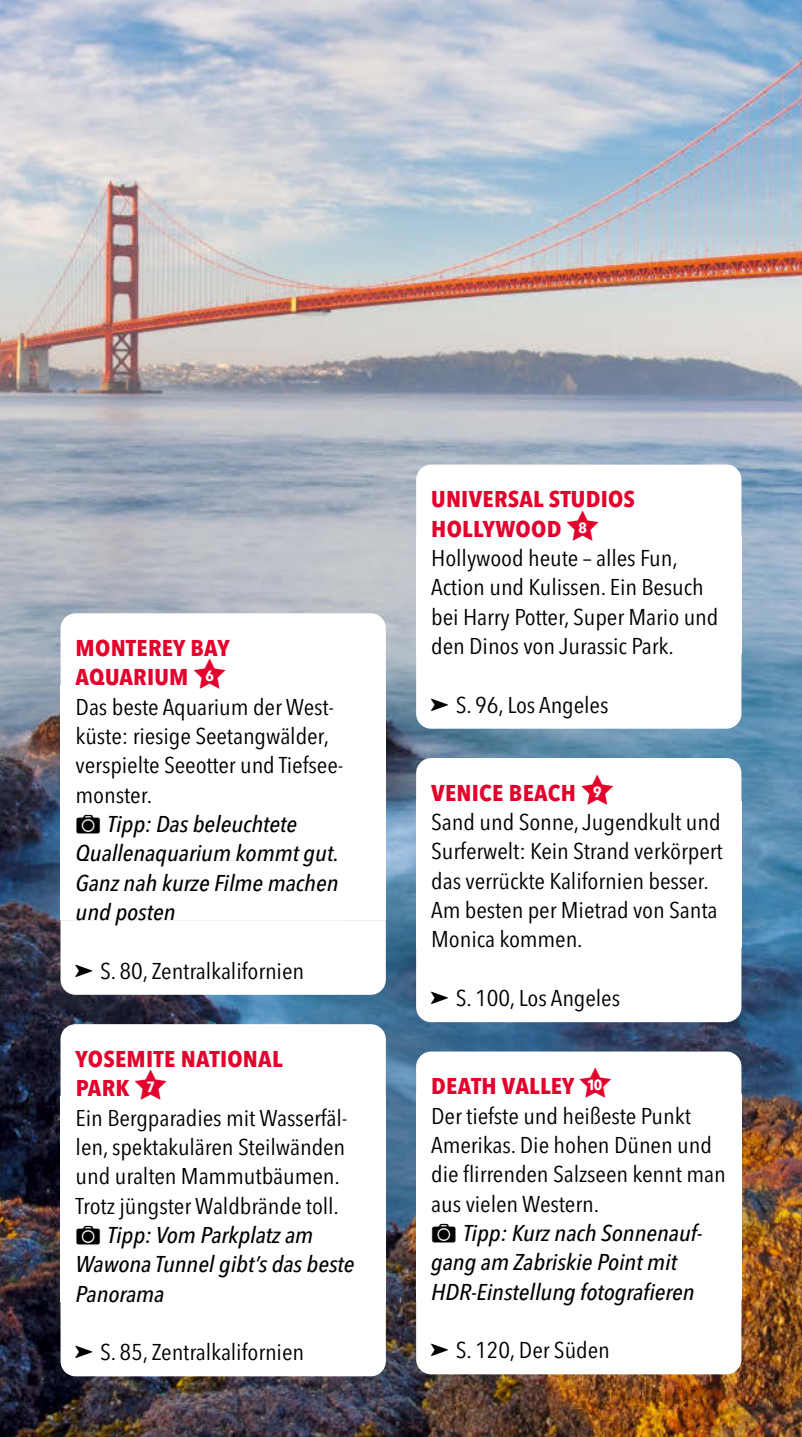 MONTEREY BAY
AQUARIUM 6
Das beste Aquarium der West-
küste: riesige Seetangwälder,
verspielte Seeotter und Tiefsee-
monster.
Tipp: Das beleuchtete
Quallenaquarium kommt gut.
Ganz nah kurze Filme machen
und posten
➤ S. 80, Zentralkalifornien
YOSEMITE NATIONAL
PARK 7
Ein Bergparadies mit Wasserfäl-
len, spektakulären Steilwänden
und uralten Mammutbäumen.
Trotz jüngster Waldbrände toll.
Tipp: Vom Parkplatz am
Wawona Tunnel gibt’s das beste
Panorama
➤ S. 85, Zentralkalifornien
UNIVERSAL STUDIOS
HOLLYWOOD 8
Hollywood heute – alles Fun,
Action und Kulissen. Ein Besuch
bei Harry Potter, Super Mario und
den Dinos von Jurassic Park.
➤ S. 96, Los Angeles
VENICE BEACH 9
Sand und Sonne, Jugendkult und
Surferwelt: Kein Strand verkörpert
das verrückte Kalifornien besser.
Am besten per Mietrad von Santa
Monica kommen.
➤ S. 100, Los Angeles
DEATH VALLEY 10
Der tiefste und heißeste Punkt
Amerikas. Die hohen Dünen und
die flirrenden Salzseen kennt man
aus vielen Western.
Tipp: Kurz nach Sonnenauf-
gang am Zabriskie Point mit
HDR-Einstellung fotografieren
➤ S. 120, Der Süden